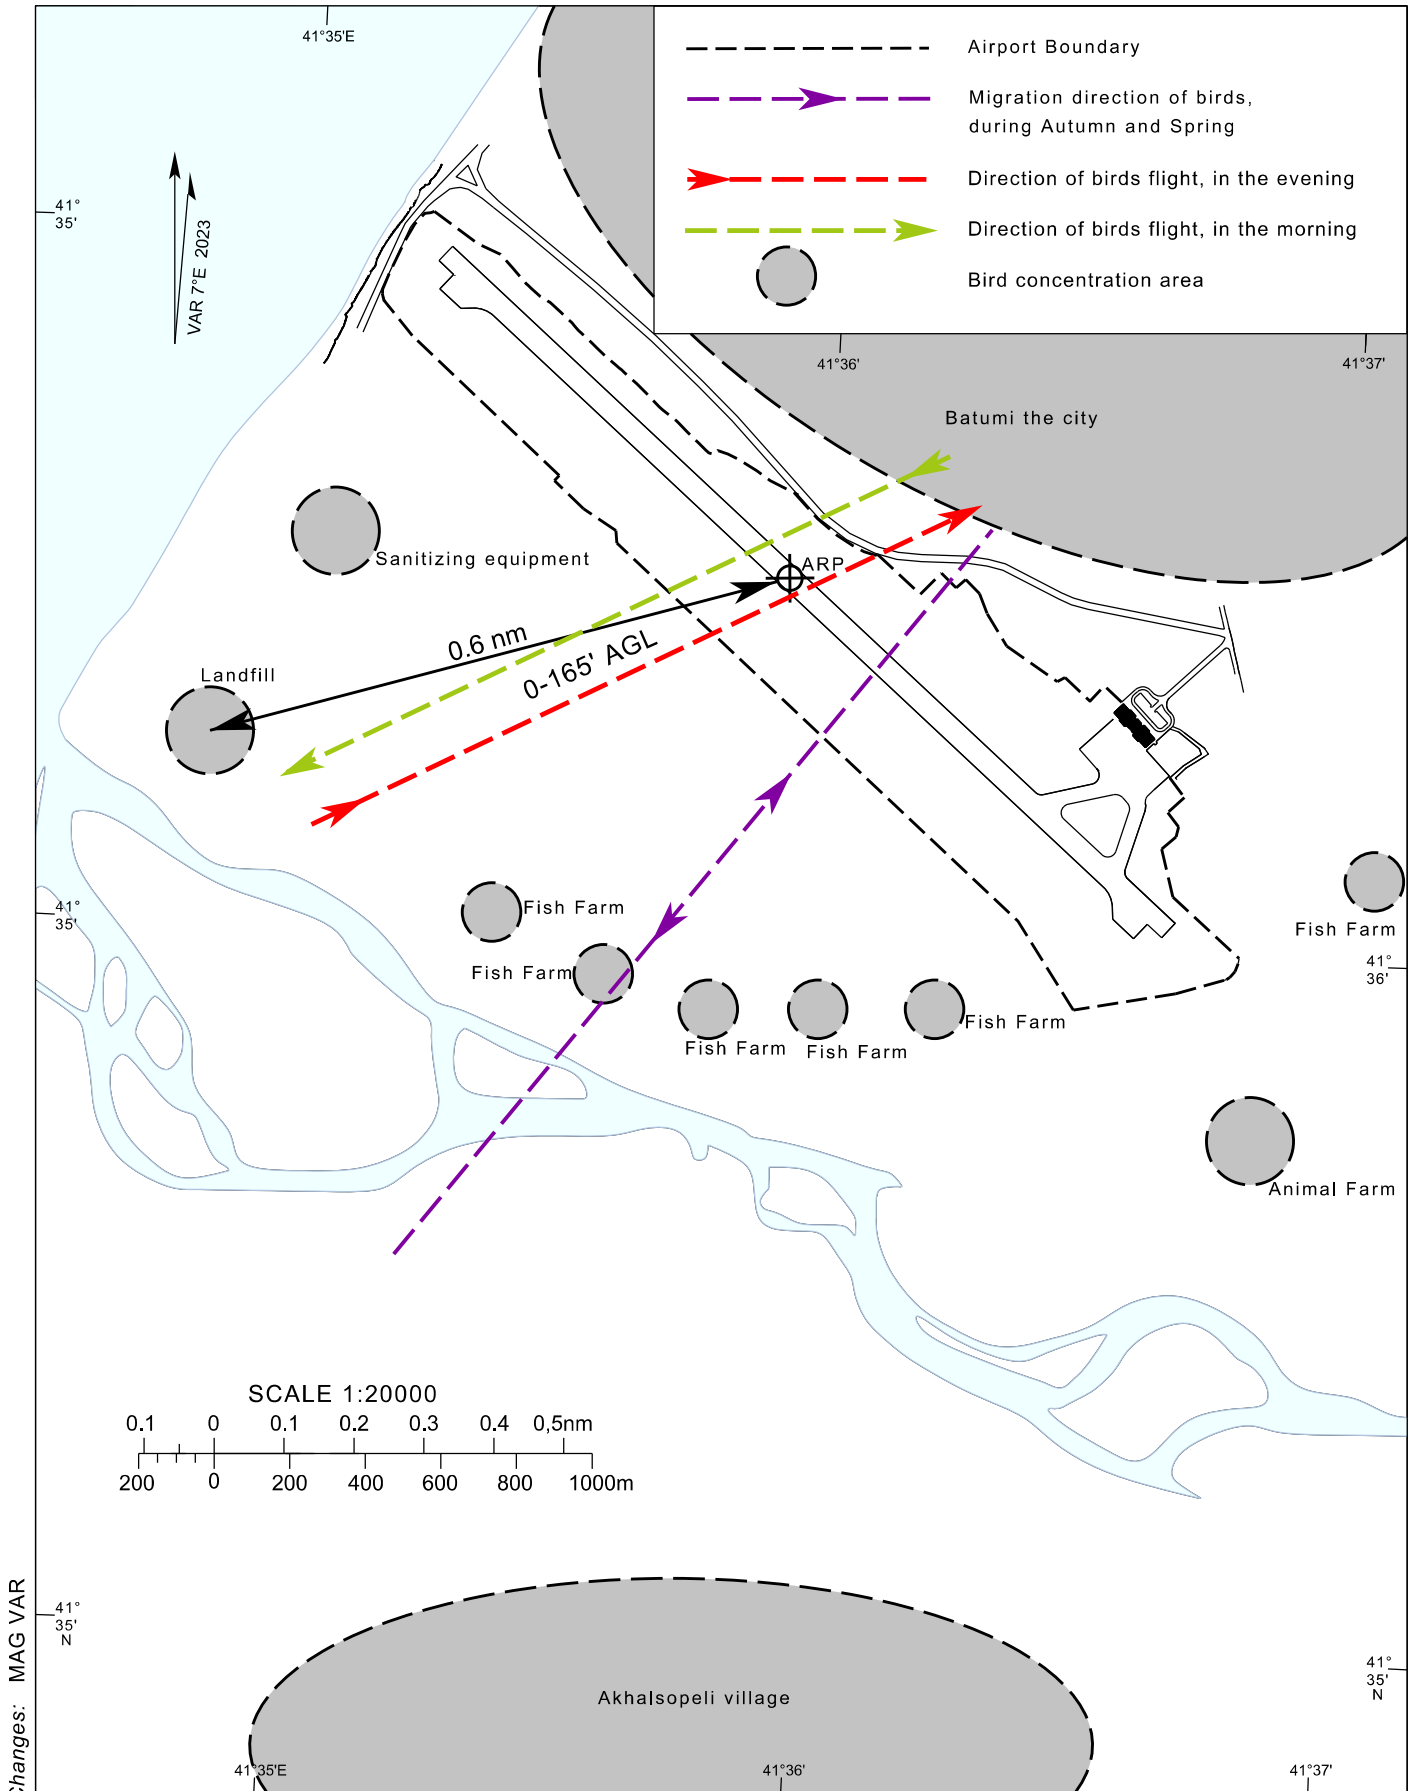 41°35'E
Airport Boundary
Migration direction of birds,
during Autumn and Spring
Direction of birds flight, in the evening
Direction of birds flight, in the morning
Bird concentration area
41°
35'
VAR 7°E 2023
41°36'
41°37'
Batumi the city
Sanitizing equipment
ARP
0.6 nm
0-165' AGL
Landfill
41°
35'
Fish Farm
Fish Farm
Fish Farm
Fish Farm
Fish Farm
Fish Farm
41°
36'
Animal Farm
SCALE 1:20000
0.1 0 0.1 0.2 0.3 0.4 0,5nm
200 0 200 400 600 800 1000m
Changes: MAG VAR
41°
35'
N
41°
35'
N
Akhalsopeli village
41°35'E
41°36'
41°37'